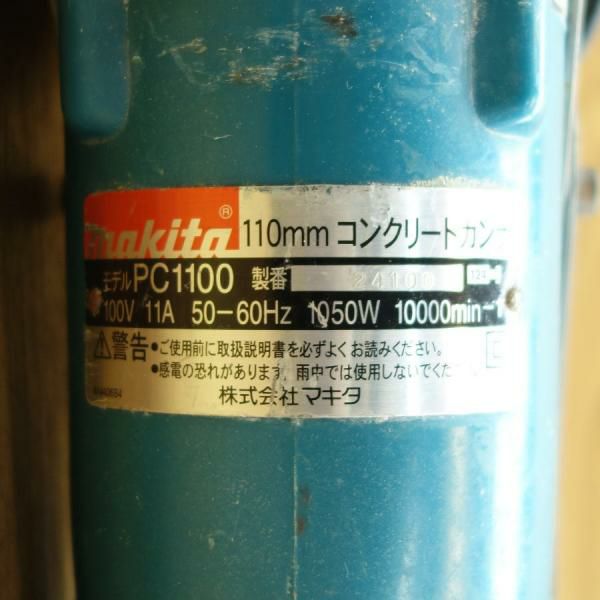 makita® 110mm コンクリートカンナ
モデル PC1100 製番 24100
100V 11A 50-60Hz 1050W 10000min-1
⚠警告 ●ご使用前に取扱説明書を必ずよくお読みください。
●感電の恐れがあります。雨中では使用しないでくだ
株式会社マキタ